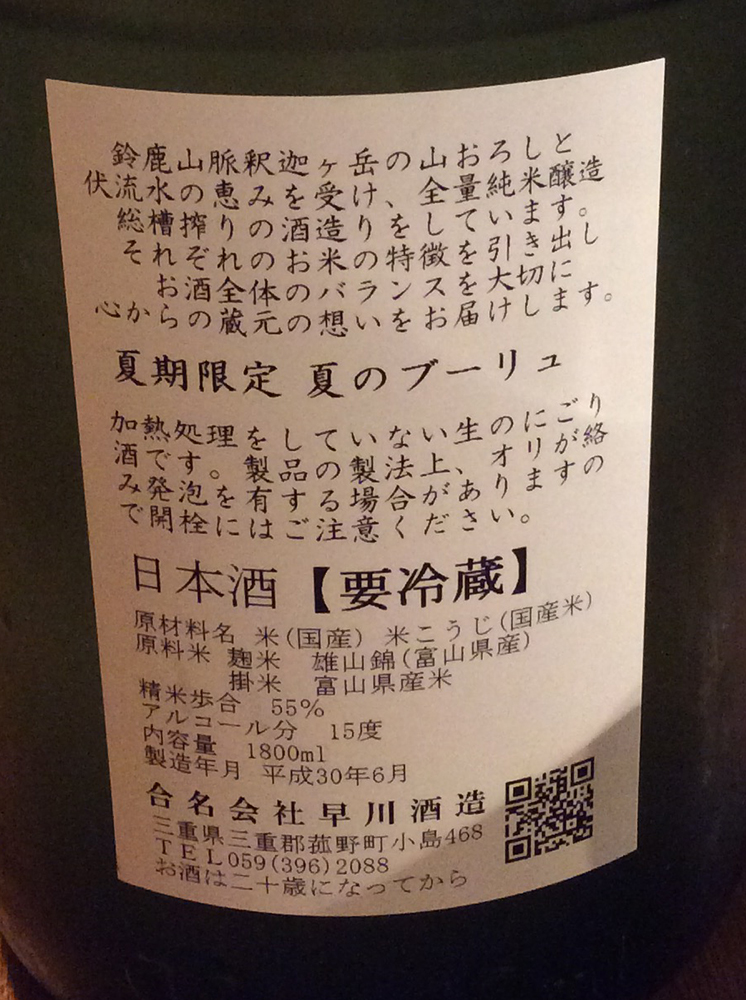 鈴鹿山脈釈迦ヶ岳の山おろしと
伏流水の恵みを受け、全量純米醸造
総槽搾りの酒造りをしています。
それぞれのお米の特徴を引き出し
お酒全体のバランスを大切に
心からの蔵元の想いをお届けします。
夏期限定 夏のブーリュ
加熱処理をしていない生のにごり
酒です。製品の製法上、オリが絡
みで発泡を有する場合がありますの
で開栓にはご注意ください。
日本酒【要冷蔵】
原材料名 米(国産) 米こうじ(国産米)
原料米 麹米 雄山錦(富山県産)
掛米 富山県産米
精米歩合 55%
アルコール分 15度
内容量 1800ml
製造年月 平成30年6月
合名会社早川酒造
三重県三重郡菰野町小島468
TEL059(396)2088
お酒は二十歳になってから